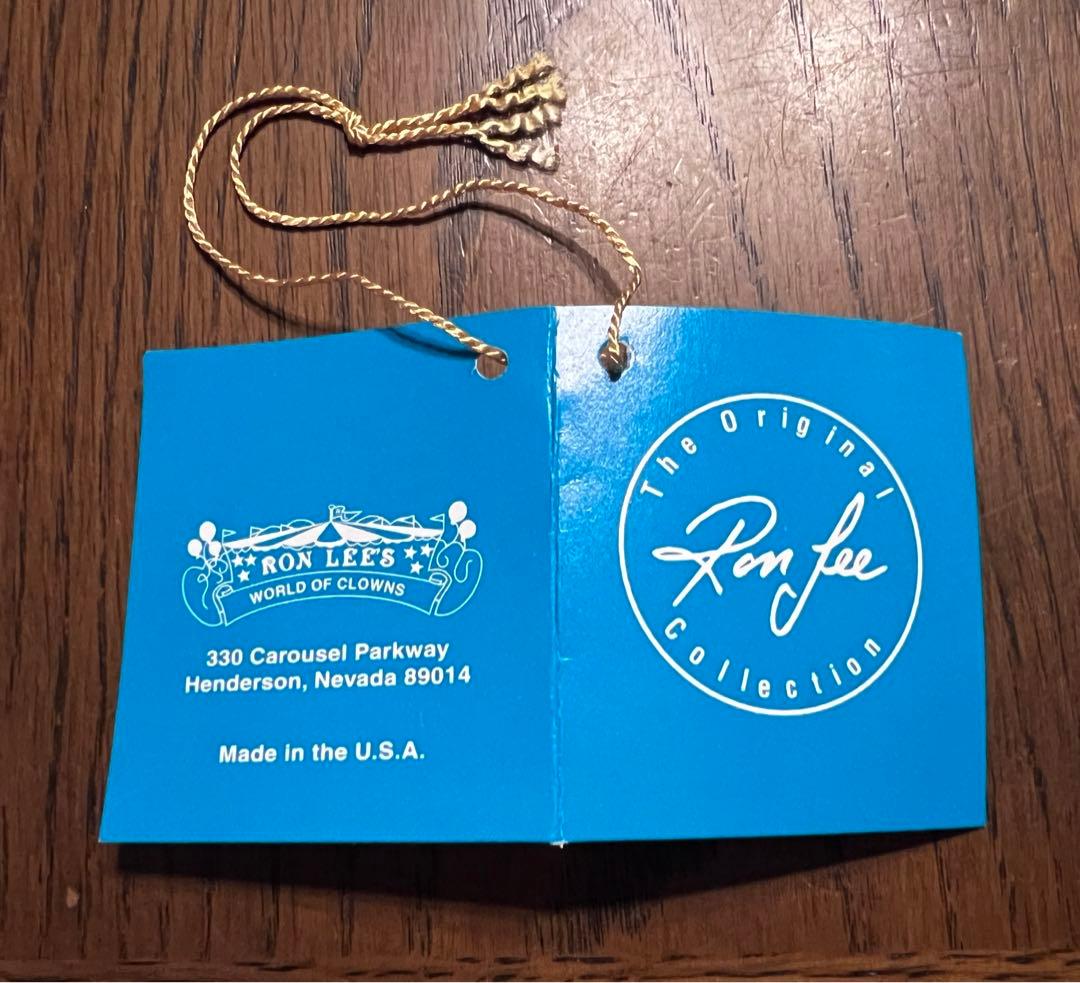 RON LEE'S
WORLD OF CLOWNS
330 Carousel Parkway
Henderson, Nevada 89014
Made in the U.S.A.
The Original
Ron Lee
Collection